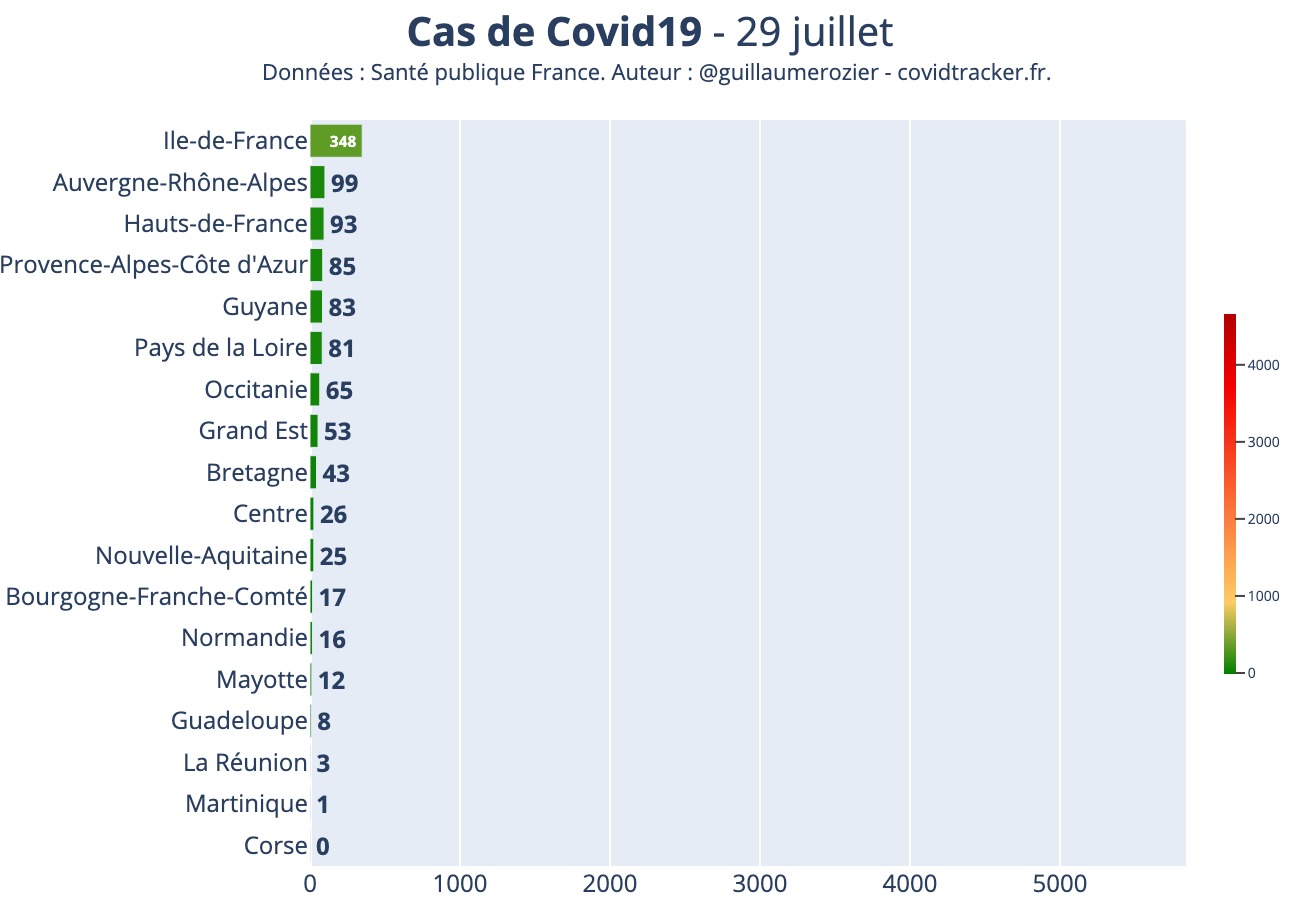 Cas de Covid19 - 29 juillet
Données : Santé publique France. Auteur : @guillaumerozier - covidtracker.fr.
Ile-de-France 348
Auvergne-Rhône-Alpes 99
Hauts-de-France 93
Provence-Alpes-Côte d'Azur 85
Guyane 83
Pays de la Loire 81
Occitanie 65
Grand Est 53
Bretagne 43
Centre 26
Nouvelle-Aquitaine 25
Bourgogne-Franche-Comté 17
Normandie 16
Mayotte 12
Guadeloupe 8
La Réunion 3
Martinique 1
Corse 0
0 1000 2000 3000 4000 5000
4000
3000
2000
1000
0